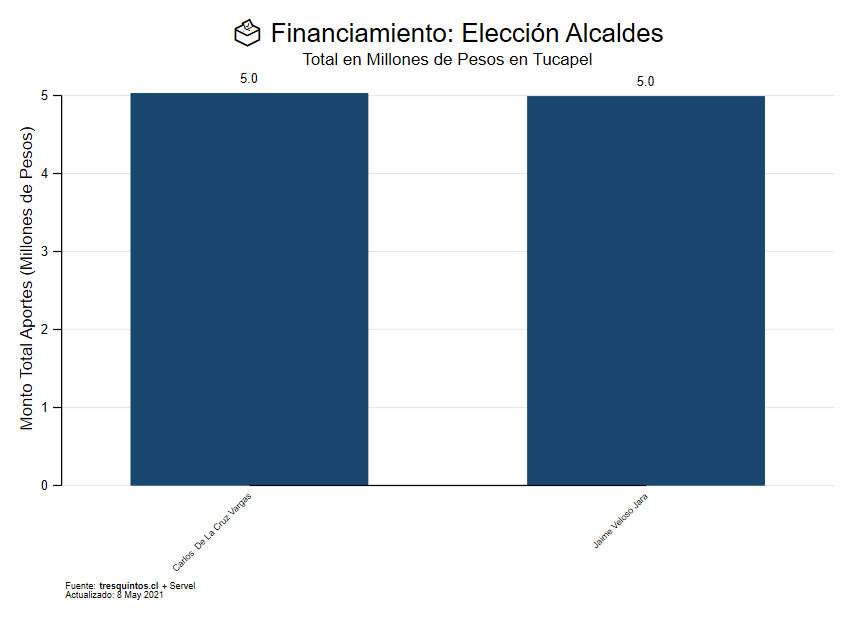 Financiamiento: Elección Alcaldes
Total en Millones de Pesos en Tucapel
5.0
5.0
Monto Total Aportes (Millones de Pesos)
5
4
3
2
1
0
Carlos  De La Cruz Vargas
Jaime Veloso Jara
Fuente: tresquintos.cl + Servel
Actualizado: 8 May 2021